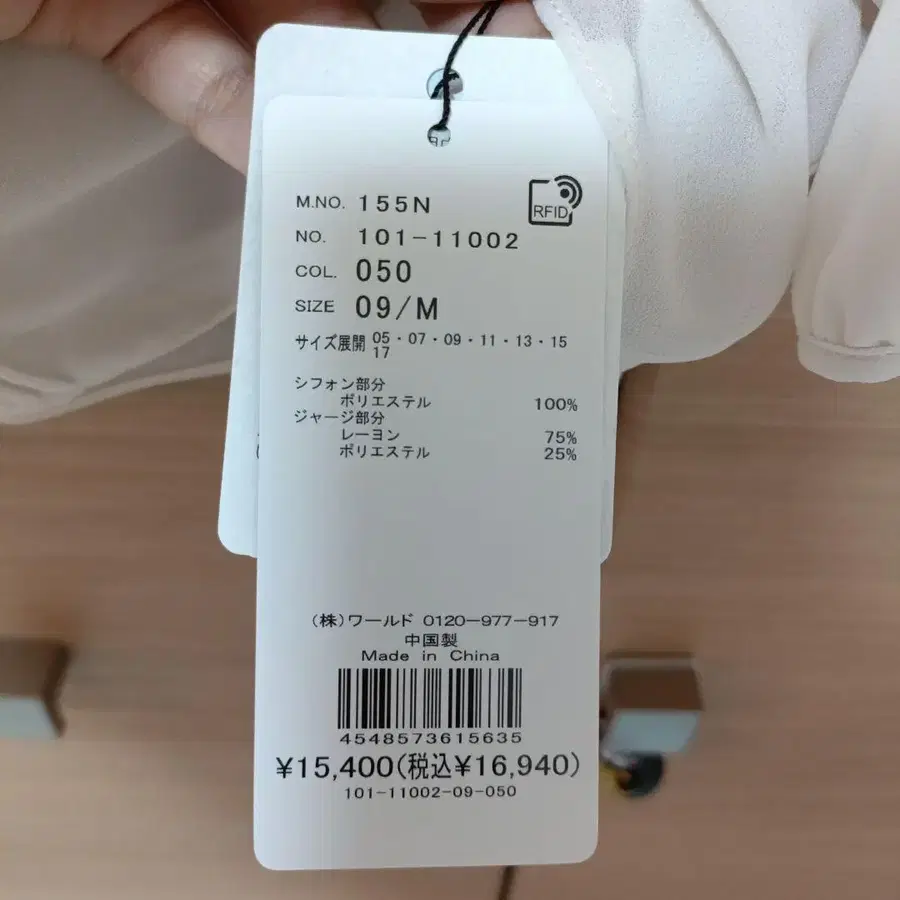 M.NO. 155N
RFID
NO. 101-11002
COL. 050
SIZE 09/M
サイズ展開 05・07・09・11・13・15
17
シフォン部分
ポリエステル 100%
ジャージ部分
レーヨン 75%
ポリエステル 25%
(株)ワールド 0120-977-917
中国製
Made in China
4548573615635
¥15,400(税込¥16,940)
101-11002-09-050